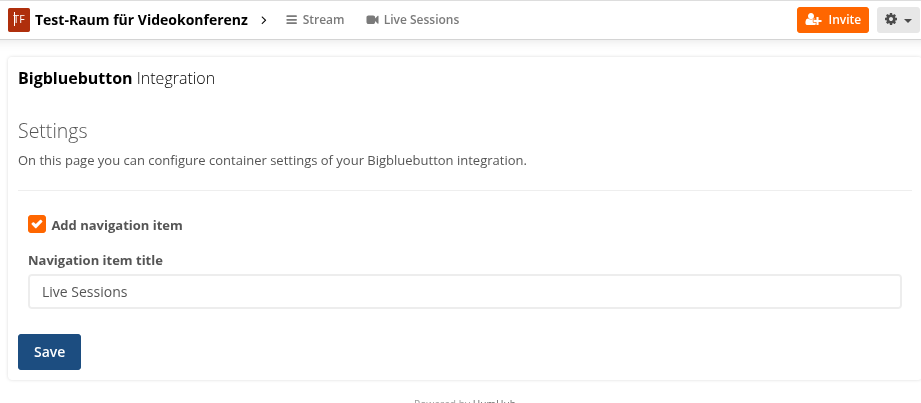 TF Test-Raum für Videokonferenz > Stream Live Sessions Invite
Bigbluebutton Integration
Settings
On this page you can configure container settings of your Bigbluebutton integration.
Add navigation item
Navigation item title
Live Sessions
Save
Powered by HumHub